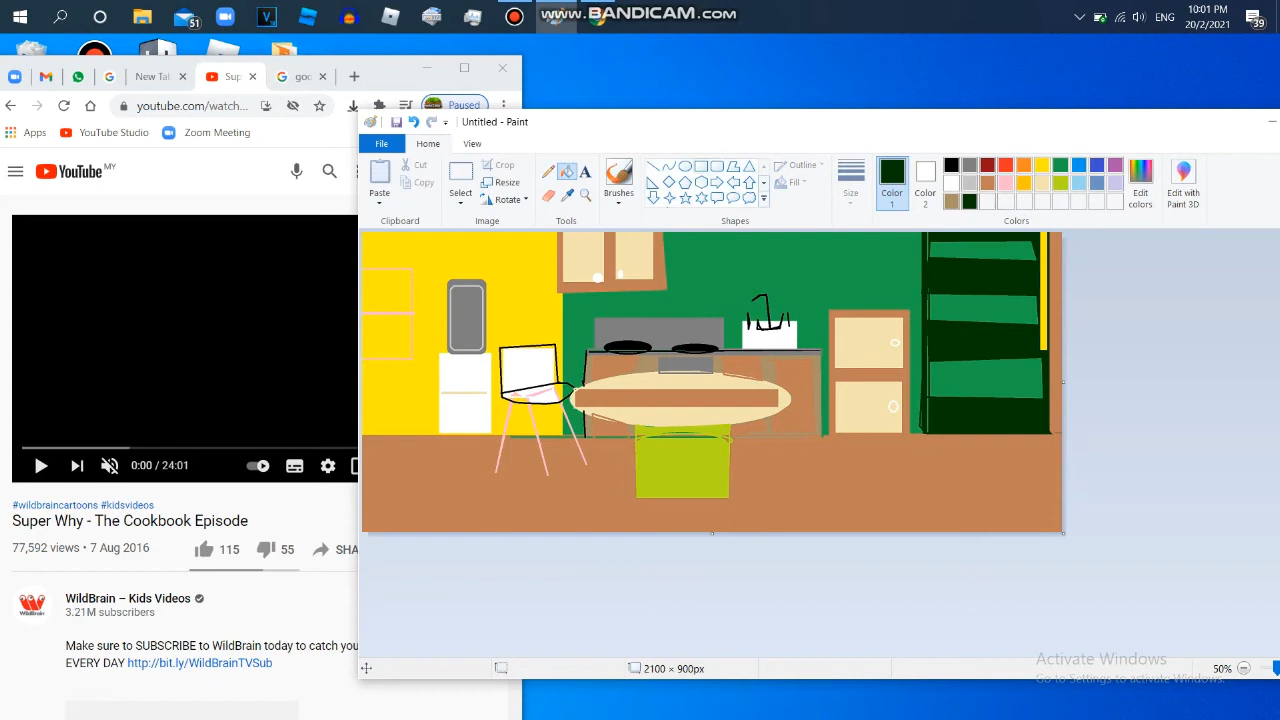 www.BANDICAM.com
51
ENG
10:01 PM
20/2/2021
39
New Tab
Sup
goo
youtube.com/watch...
Paused
Apps
YouTube Studio
Zoom Meeting
YouTube MY
0:00 / 24:01
#wildbraincartoons #kidsvideos
Super Why - The Cookbook Episode
77,592 views • 7 Aug 2016
115
55
SHA
WildBrain – Kids Videos
3.21M subscribers
Make sure to SUBSCRIBE to WildBrain today to catch you
EVERY DAY http://bit.ly/WildBrainTVSub
Untitled - Paint
File
Home
View
Paste
Cut
Copy
Clipboard
Select
Crop
Resize
Rotate
Image
A
Tools
Brushes
Outline
Fill
Shapes
Size
Color
1
Color
2
Edit
colors
Colors
Edit with
Paint 3D
2100 × 900px
50%
Activate Windows
Go to Settings to activate Windows.